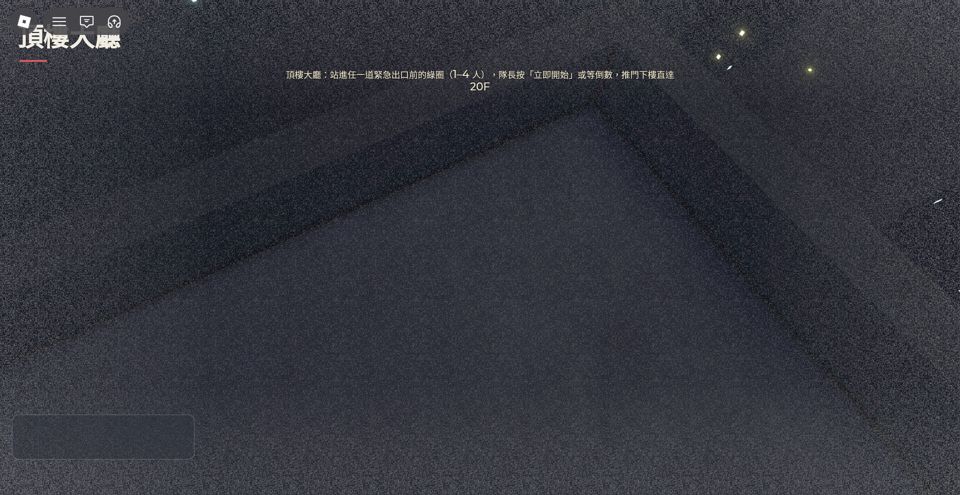 頂樓大廳
頂樓大廳：站進任一道緊急出口前的綠圈（1–4 人），隊長按「立即開始」或等倒數，推門下樓直達
20F